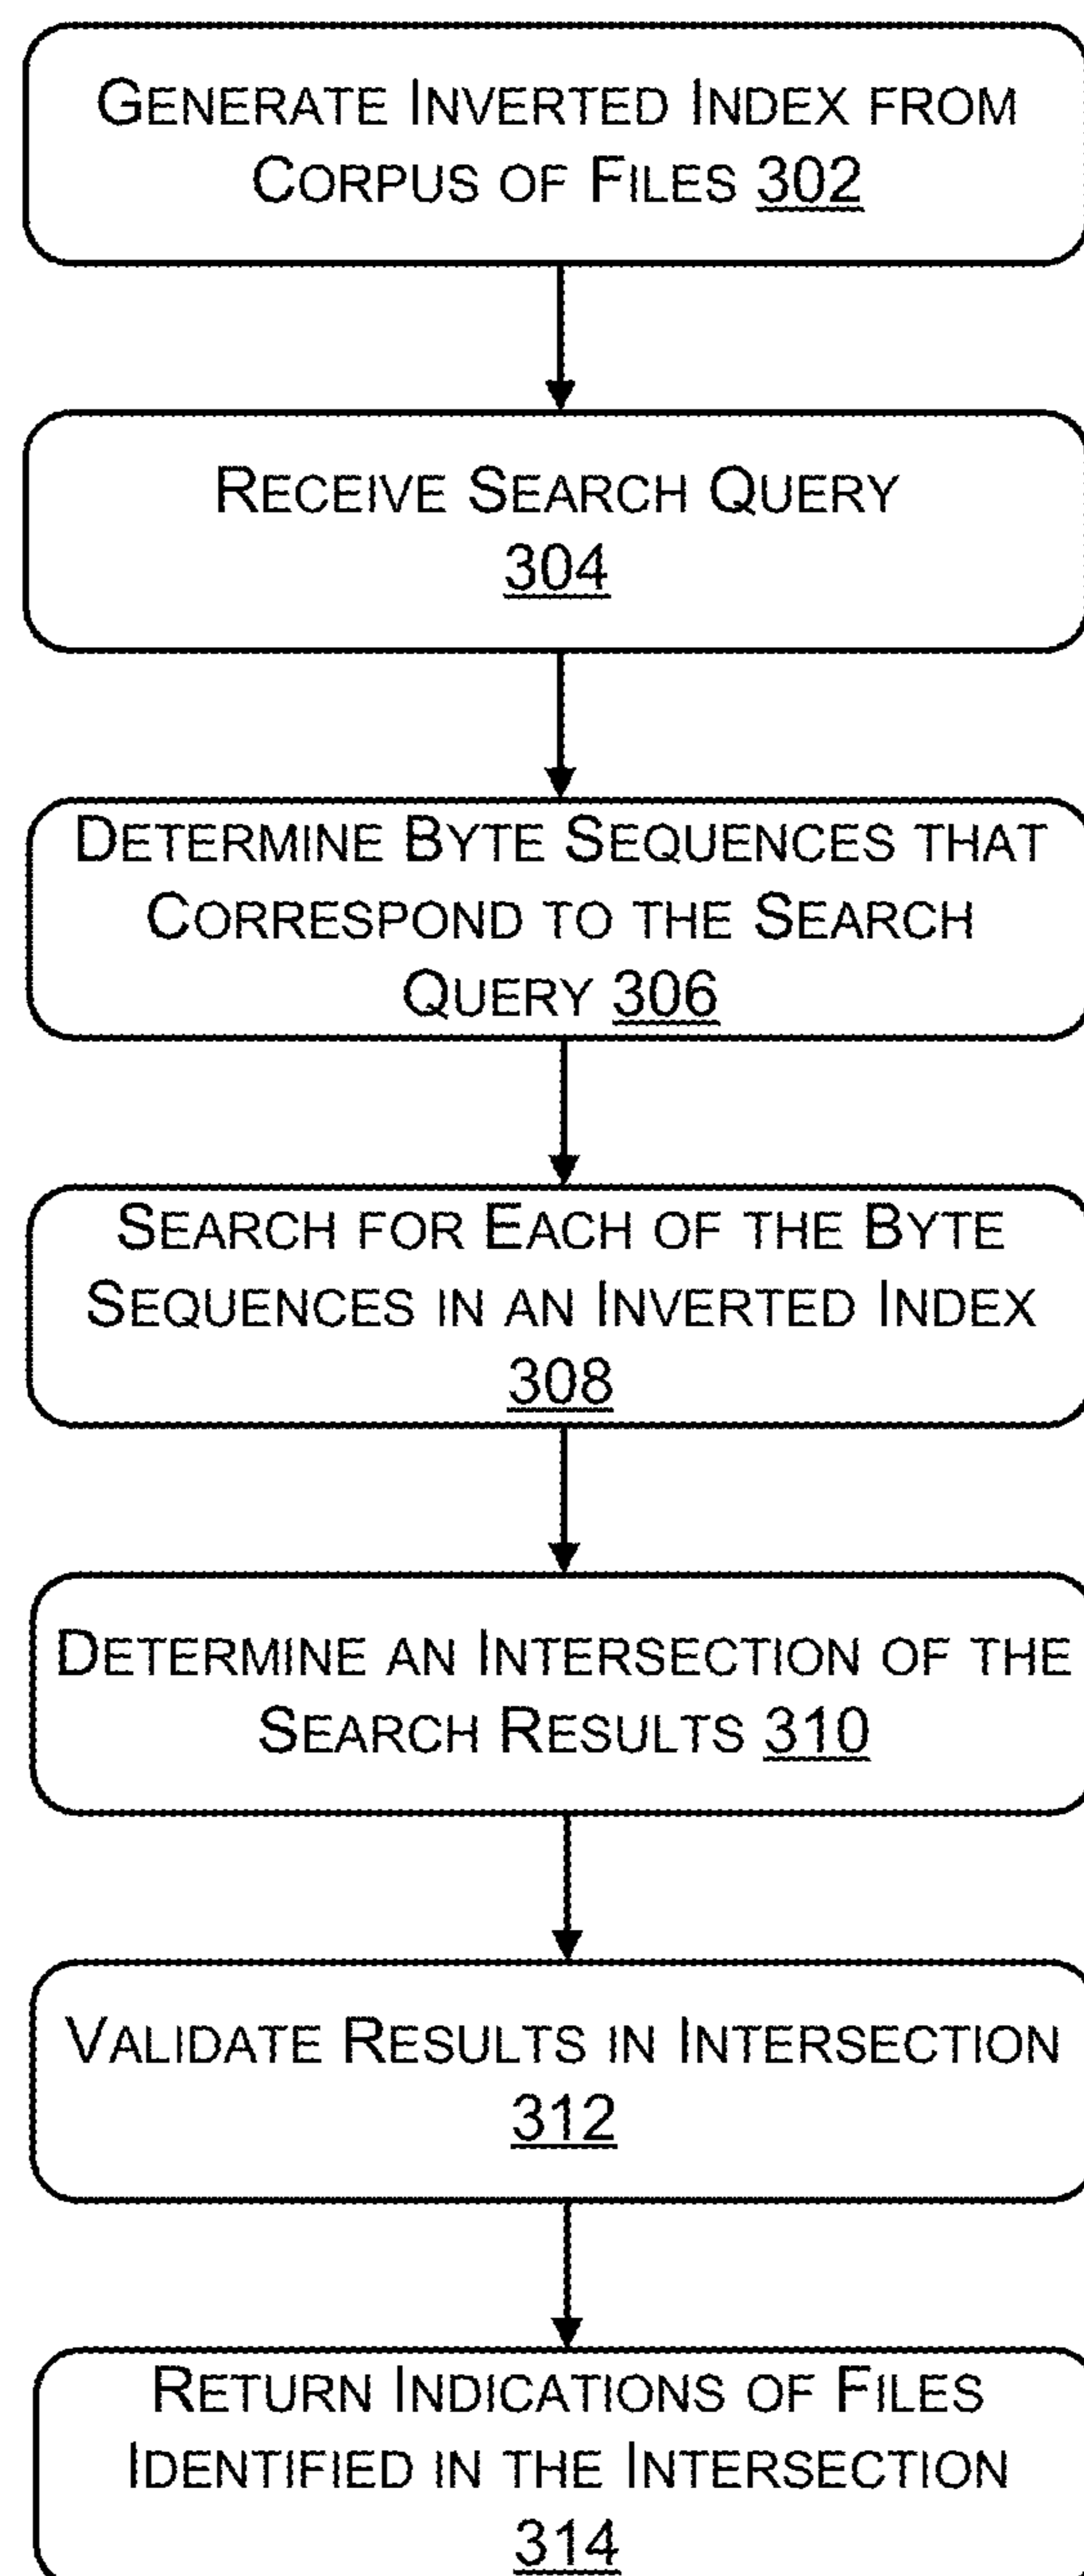 GENERATE INVERTED INDEX FROM
CORPUS OF FILES 302
RECEIVE SEARCH QUERY
304
DETERMINE BYTE SEQUENCES THAT
CORRESPOND TO THE SEARCH
QUERY 306
SEARCH FOR EACH OF THE BYTE
SEQUENCES IN AN INVERTED INDEX
308
DETERMINE AN INTERSECTION OF THE
SEARCH RESULTS 310
VALIDATE RESULTS IN INTERSECTION
312
RETURN INDICATIONS OF FILES
IDENTIFIED IN THE INTERSECTION
314